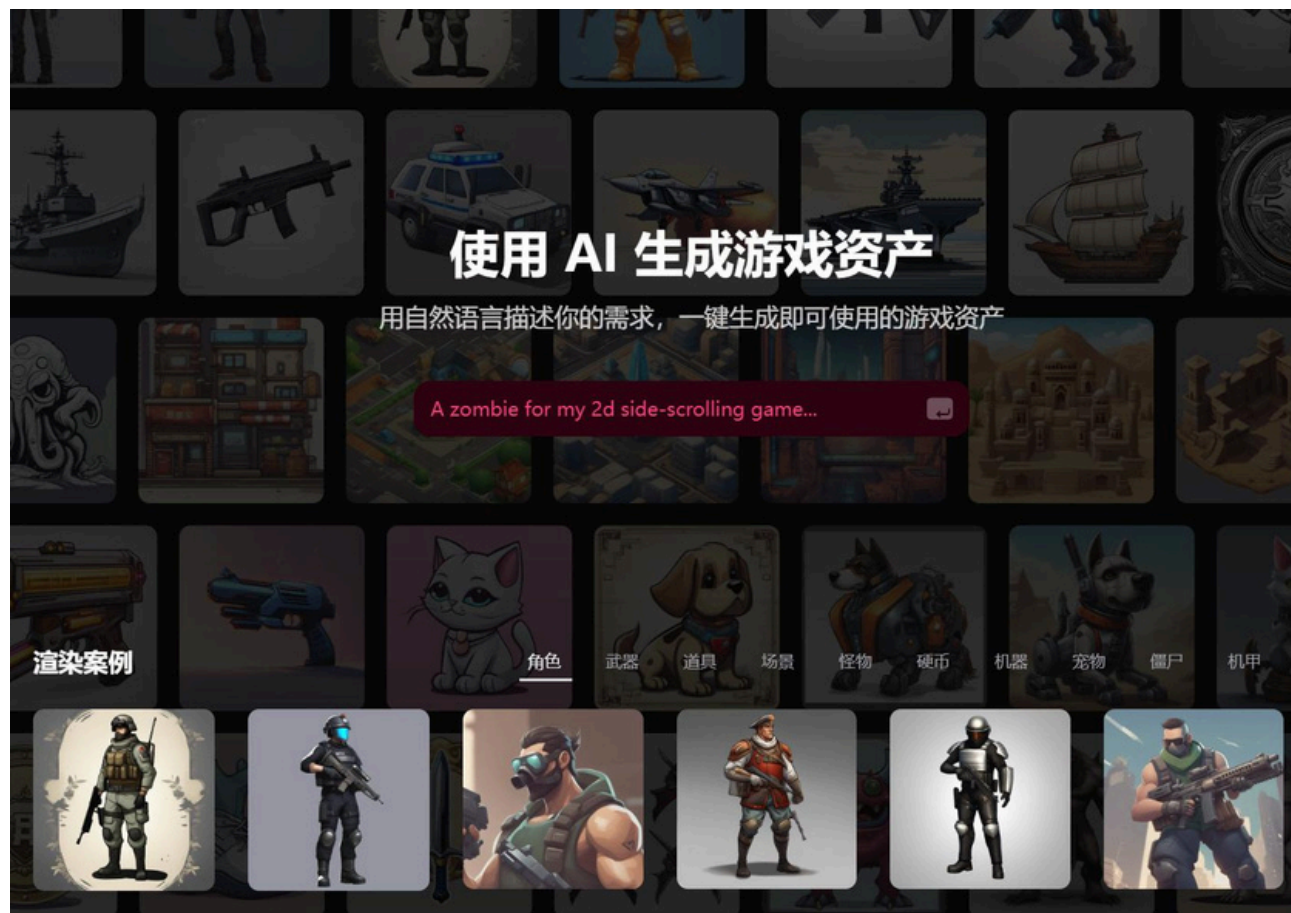 使用 AI 生成游戏资产
用自然语言描述你的需求，一键生成即可使用的游戏资产
A zombie for my 2d side-scrolling game...
渲染案例
角色 武器 道具 场景 怪物 硬币 机器 宠物 僵尸 机甲